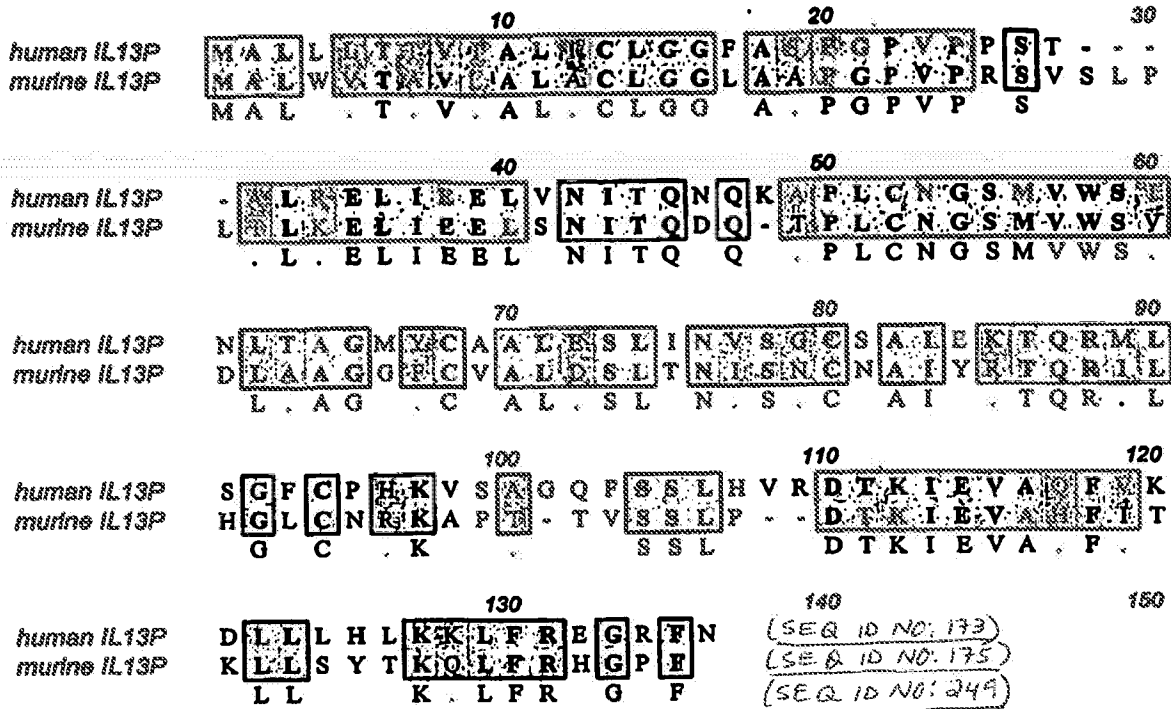 10 20 30
human IL13P M A L L L T T V I A L T C L G G F A S P G P V P P S T - - -
murine IL13P M A L W V T A V L A L A C L G G L A A P G P V P R S V S L P
M A L . T . V . A L . C L G G A . P G P V P S
40 50 60
human IL13P - A L R E L I E E L V N I T Q N Q K A P L C N G S M V W S I
murine IL13P L T L K E L I E E L S N I T Q D Q - T P L C N G S M V W S V
. L . E L I E E L N I T Q Q . P L C N G S M V W S .
70 80 90
human IL13P N L T A G M Y C A A L E S L I N V S G C S A I E K T Q R M L
murine IL13P D L A A G G F C V A L D S L T N I S N C N A I Y R T Q R I L
L . A G . C A L . S L N . S . C A I . T Q R . L
100 110 120
human IL13P S G F C P H K V S A G Q F S S L H V R D T K I E V A Q F V K
murine IL13P H G L C N R K A P T - T V S S L P - - D T K I E V A H F I T
G C . K . S S L D T K I E V A . F .
130 140 150
human IL13P D L L L H L K K L F R E G R F N (SEQ ID NO: 173)
murine IL13P K L L S Y T K Q L F R H G P F (SEQ ID NO: 175)
L L K . L F R G F (SEQ ID NO: 249)